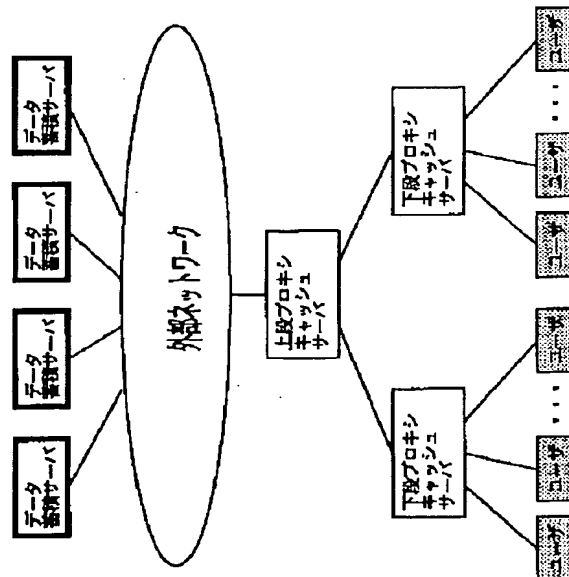 データ
蓄積サーバ
データ
蓄積サーバ
データ
蓄積サーバ
データ
蓄積サーバ
外部ネットワーク
上段プロキシ
キャッシュ
サーバ
下段プロキシ
キャッシュ
サーバ
下段プロキシ
キャッシュ
サーバ
ユーザ
ユーザ
・・・
ユーザ
ユーザ
ユーザ
・・・
ユーザ